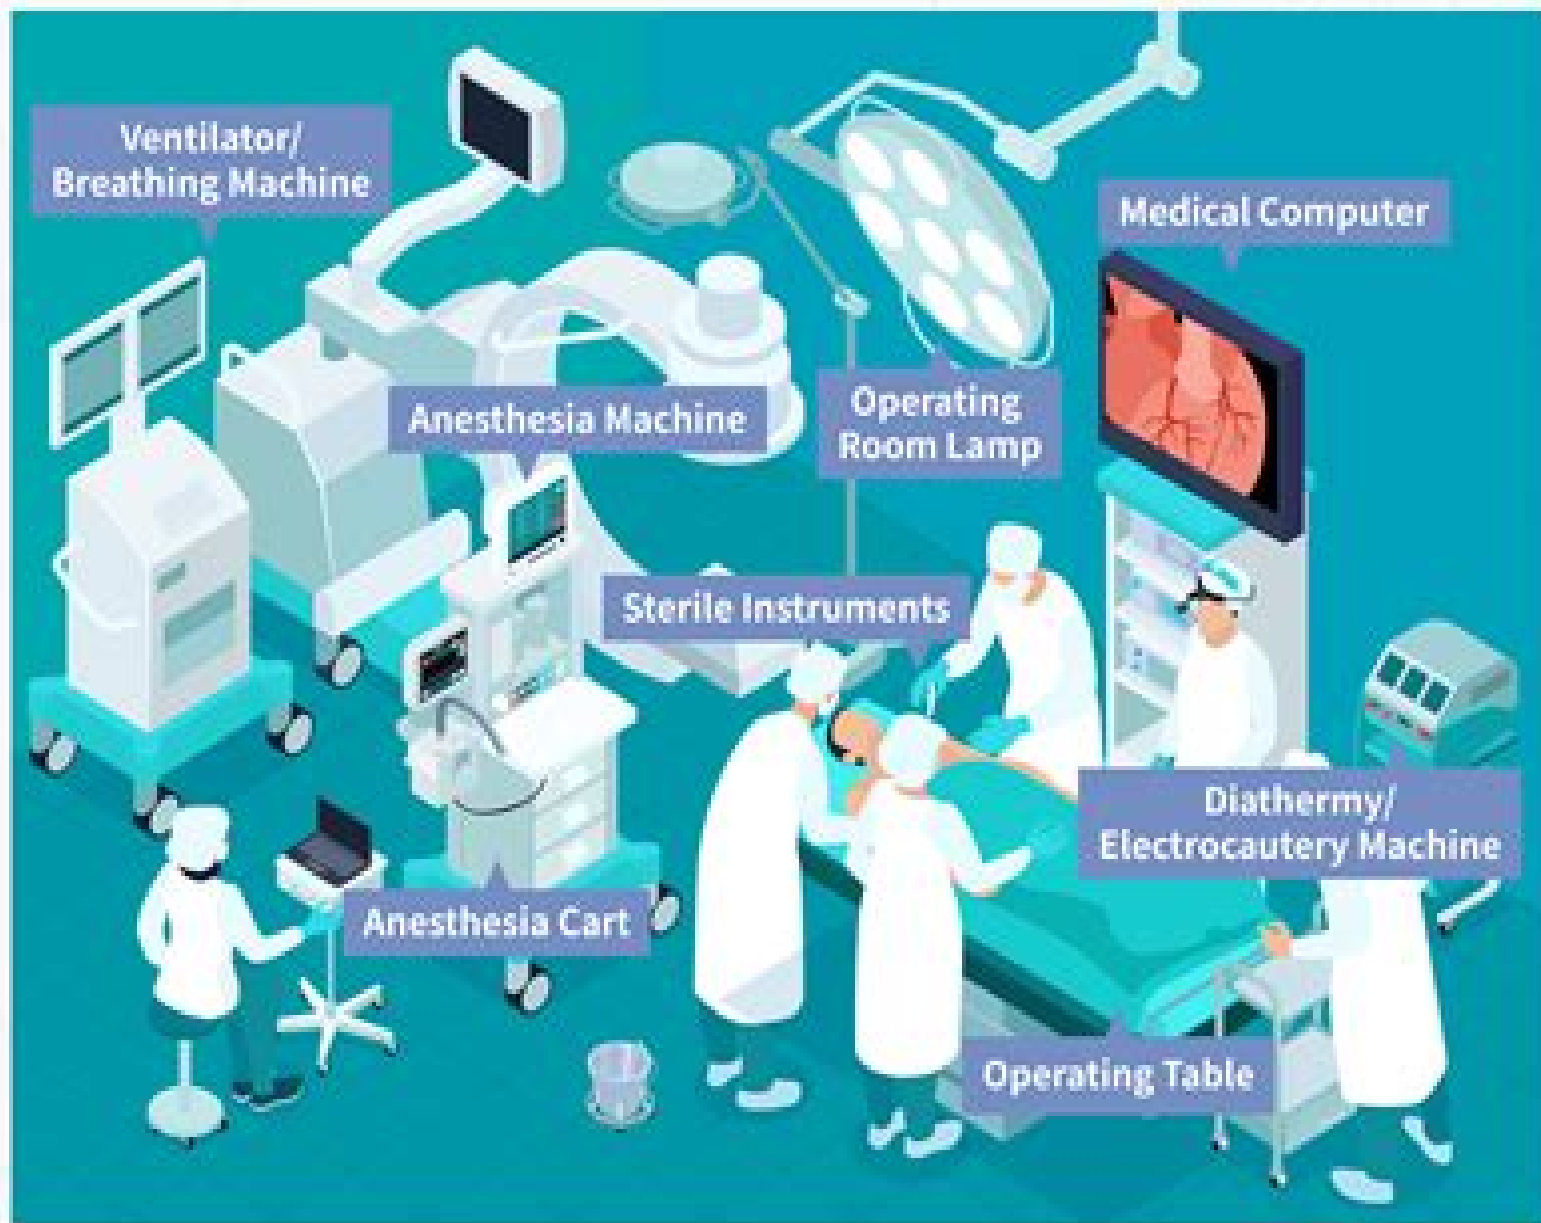 Ventilator/
Breathing Machine
Medical Computer
Anesthesia Machine
Operating
Room Lamp
Sterile Instruments
Diathermy/
Electrocautery Machine
Anesthesia Cart
Operating Table